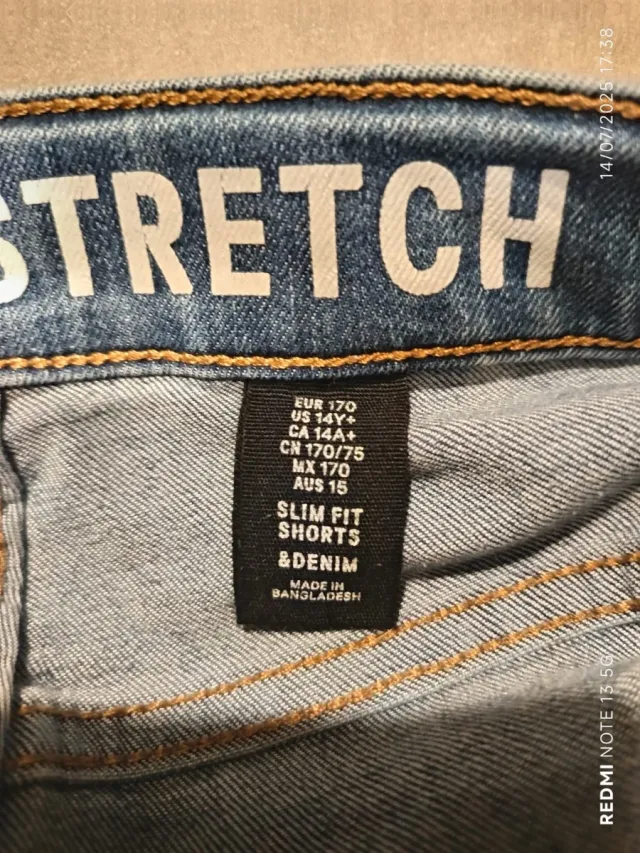 STRETCH
EUR 170
US 14Y+
CA 14A+
CN 170/75
MX 170
AUS 15
SLIM FIT
SHORTS
&DENIM
MADE IN
BANGLADESH
14/07/2025 17:38
REDMI NOTE 13 5G